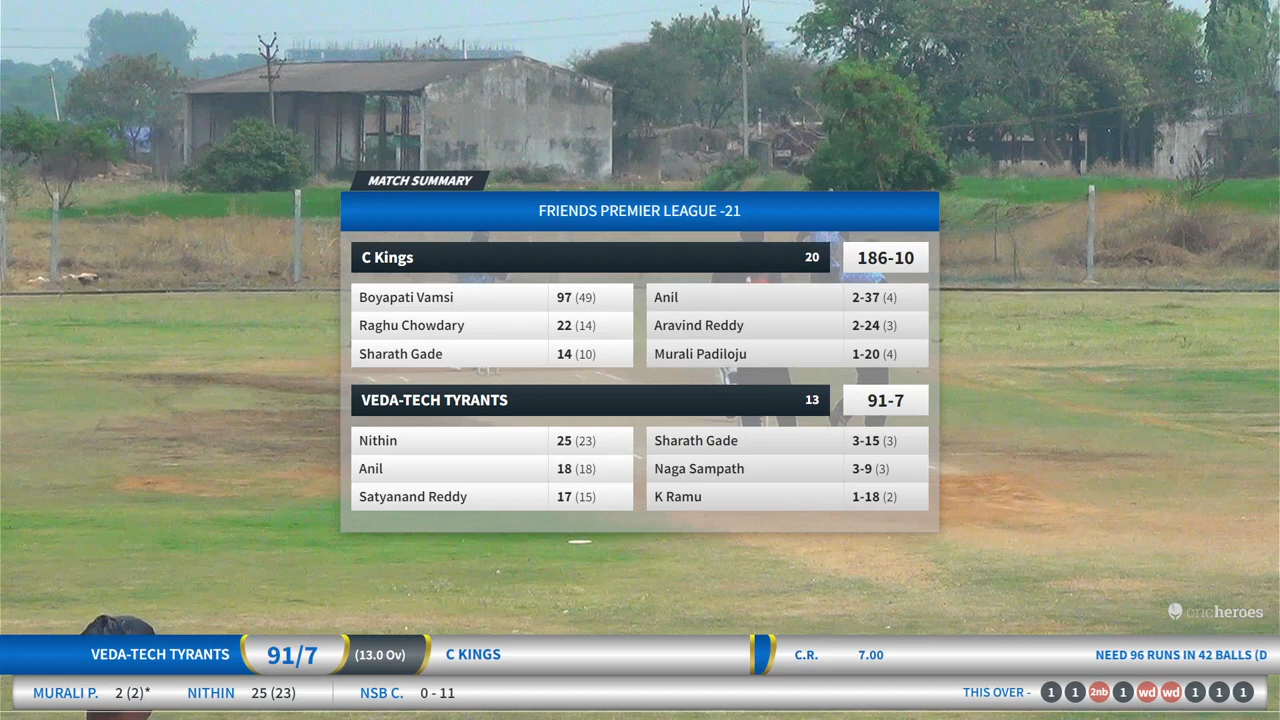 MATCH SUMMARY
FRIENDS PREMIER LEAGUE -21
C Kings 20 186-10
Boyapati Vamsi 97 (49) Anil 2-37 (4)
Raghu Chowdary 22 (14) Aravind Reddy 2-24 (3)
Sharath Gade 14 (10) Murali Padiloju 1-20 (4)
VEDA-TECH TYRANTS 13 91-7
Nithin 25 (23) Sharath Gade 3-15 (3)
Anil 18 (18) Naga Sampath 3-9 (3)
Satyanand Reddy 17 (15) K Ramu 1-18 (2)
cricheroes
VEDA-TECH TYRANTS 91/7 (13.0 Ov) C KINGS C.R. 7.00 NEED 96 RUNS IN 42 BALLS (D
MURALI P. 2 (2)* NITHIN 25 (23) NSB C. 0 - 11 THIS OVER - 1 1 2nb 1 wd wd 1 1 1